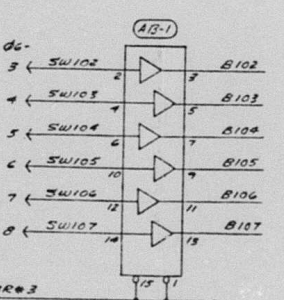 AB-1
06-
3 SW102 2 3 B102
4 SW103 4 5 B103
5 SW104 6 7 B104
6 SW105 10 9 B105
7 SW106 12 11 B106
8 SW107 14 13 B107
15 1
R#3